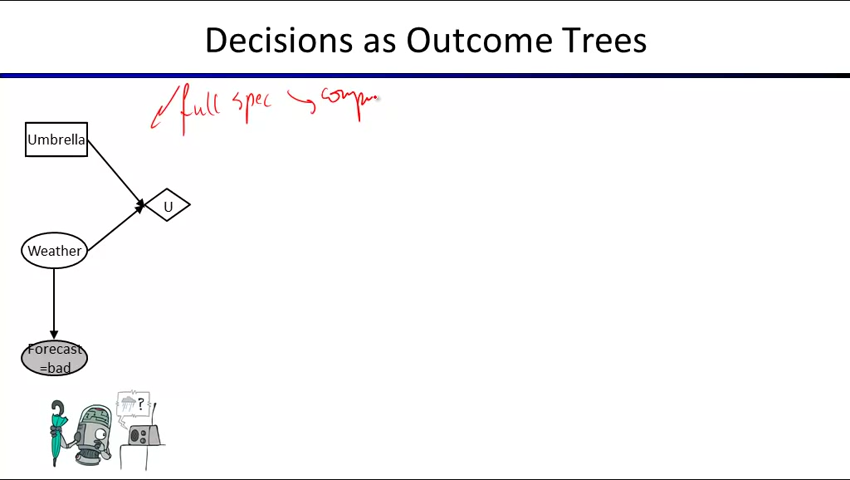 Decisions as Outcome Trees
full spec
Umbrella
U
Weather
Forecast
=bad
?